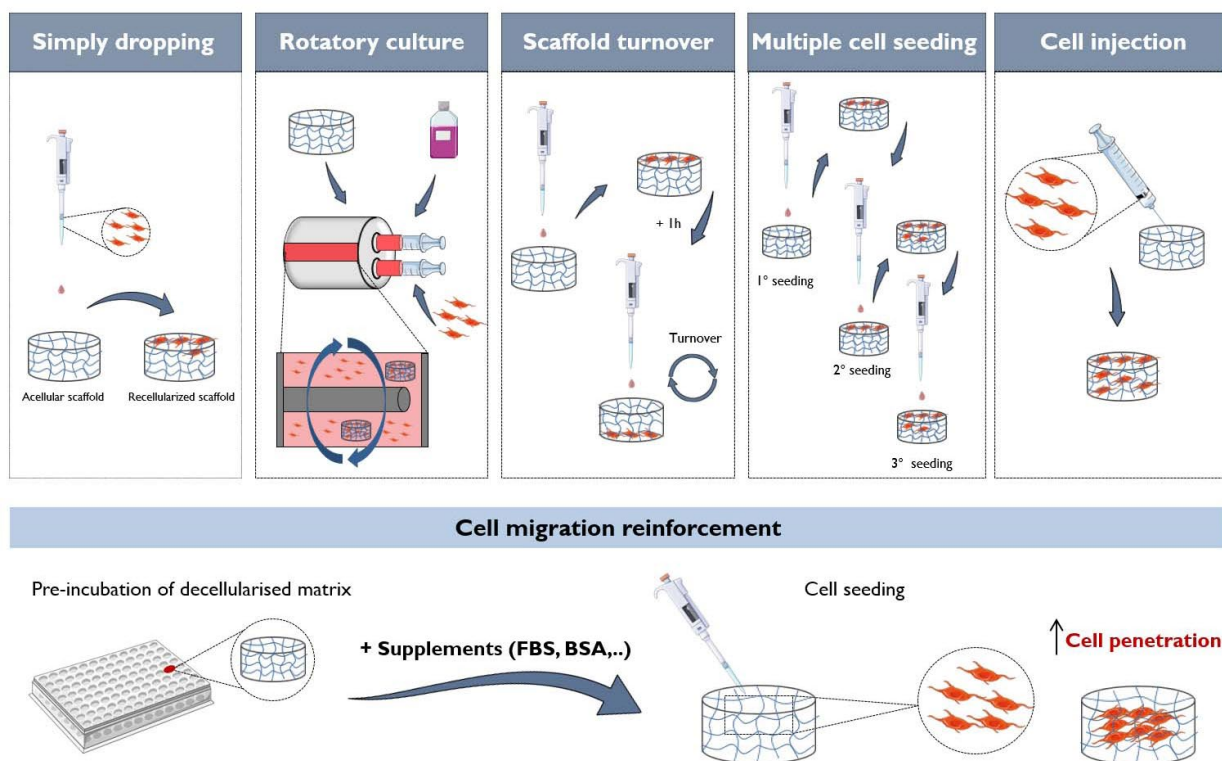 Simply dropping
Rotatory culture
Scaffold turnover
Multiple cell seeding
Cell injection
Acellular scaffold
Recellularized scaffold
+ 1h
Turnover
1° seeding
2° seeding
3° seeding
Cell migration reinforcement
Pre-incubation of decellularised matrix
+ Supplements (FBS, BSA,..)
Cell seeding
↑ Cell penetration